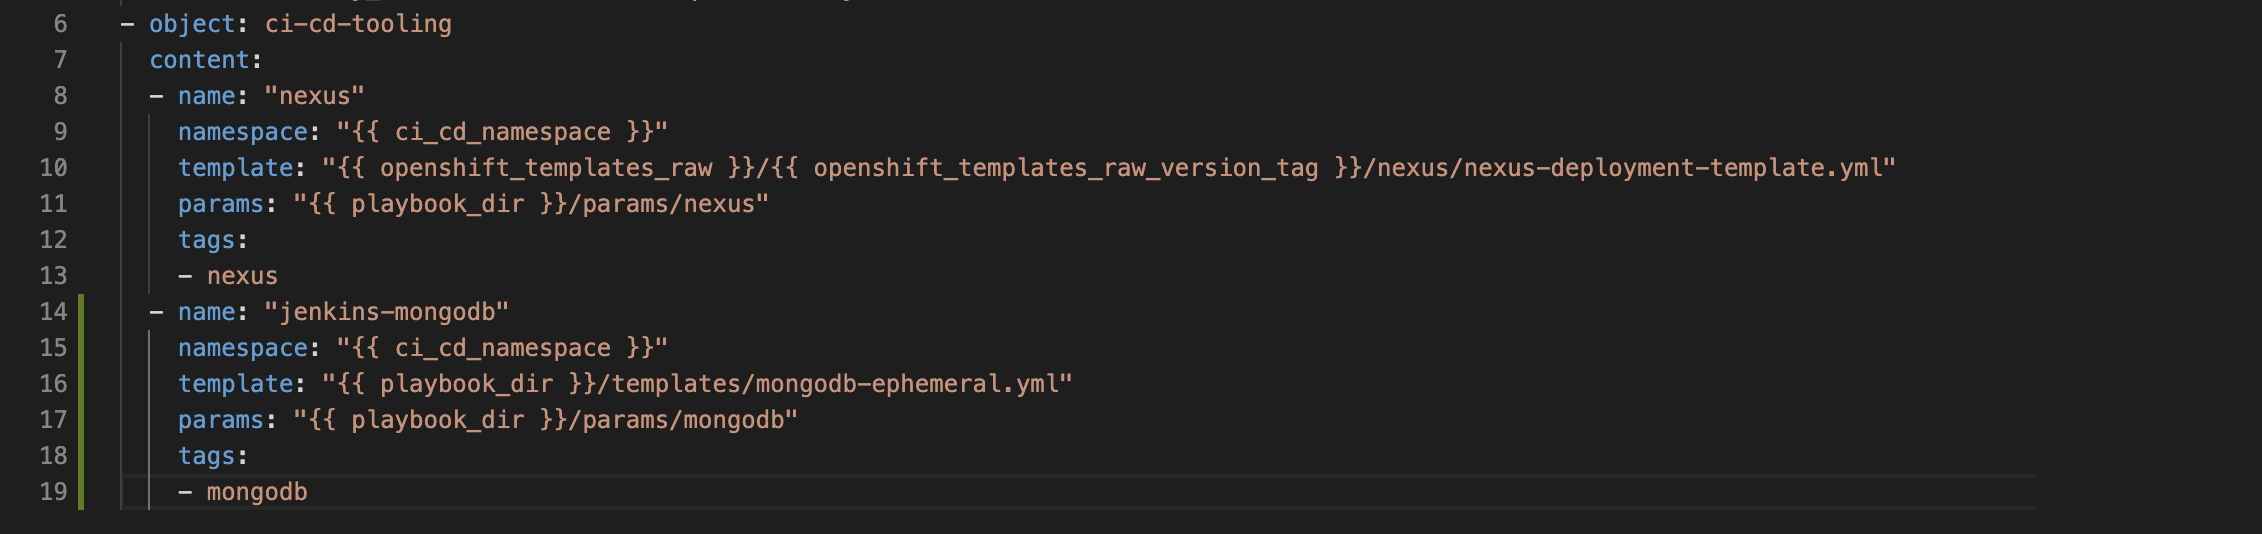 6 - object: ci-cd-tooling
7 content:
8 - name: "nexus"
9 namespace: "{{ ci_cd_namespace }}"
10 template: "{{ openshift_templates_raw }}/{{ openshift_templates_raw_version_tag }}/nexus/nexus-deployment-template.yml"
11 params: "{{ playbook_dir }}/params/nexus"
12 tags:
13 - nexus
14 - name: "jenkins-mongodb"
15 namespace: "{{ ci_cd_namespace }}"
16 template: "{{ playbook_dir }}/templates/mongodb-ephemeral.yml"
17 params: "{{ playbook_dir }}/params/mongodb"
18 tags:
19 - mongodb